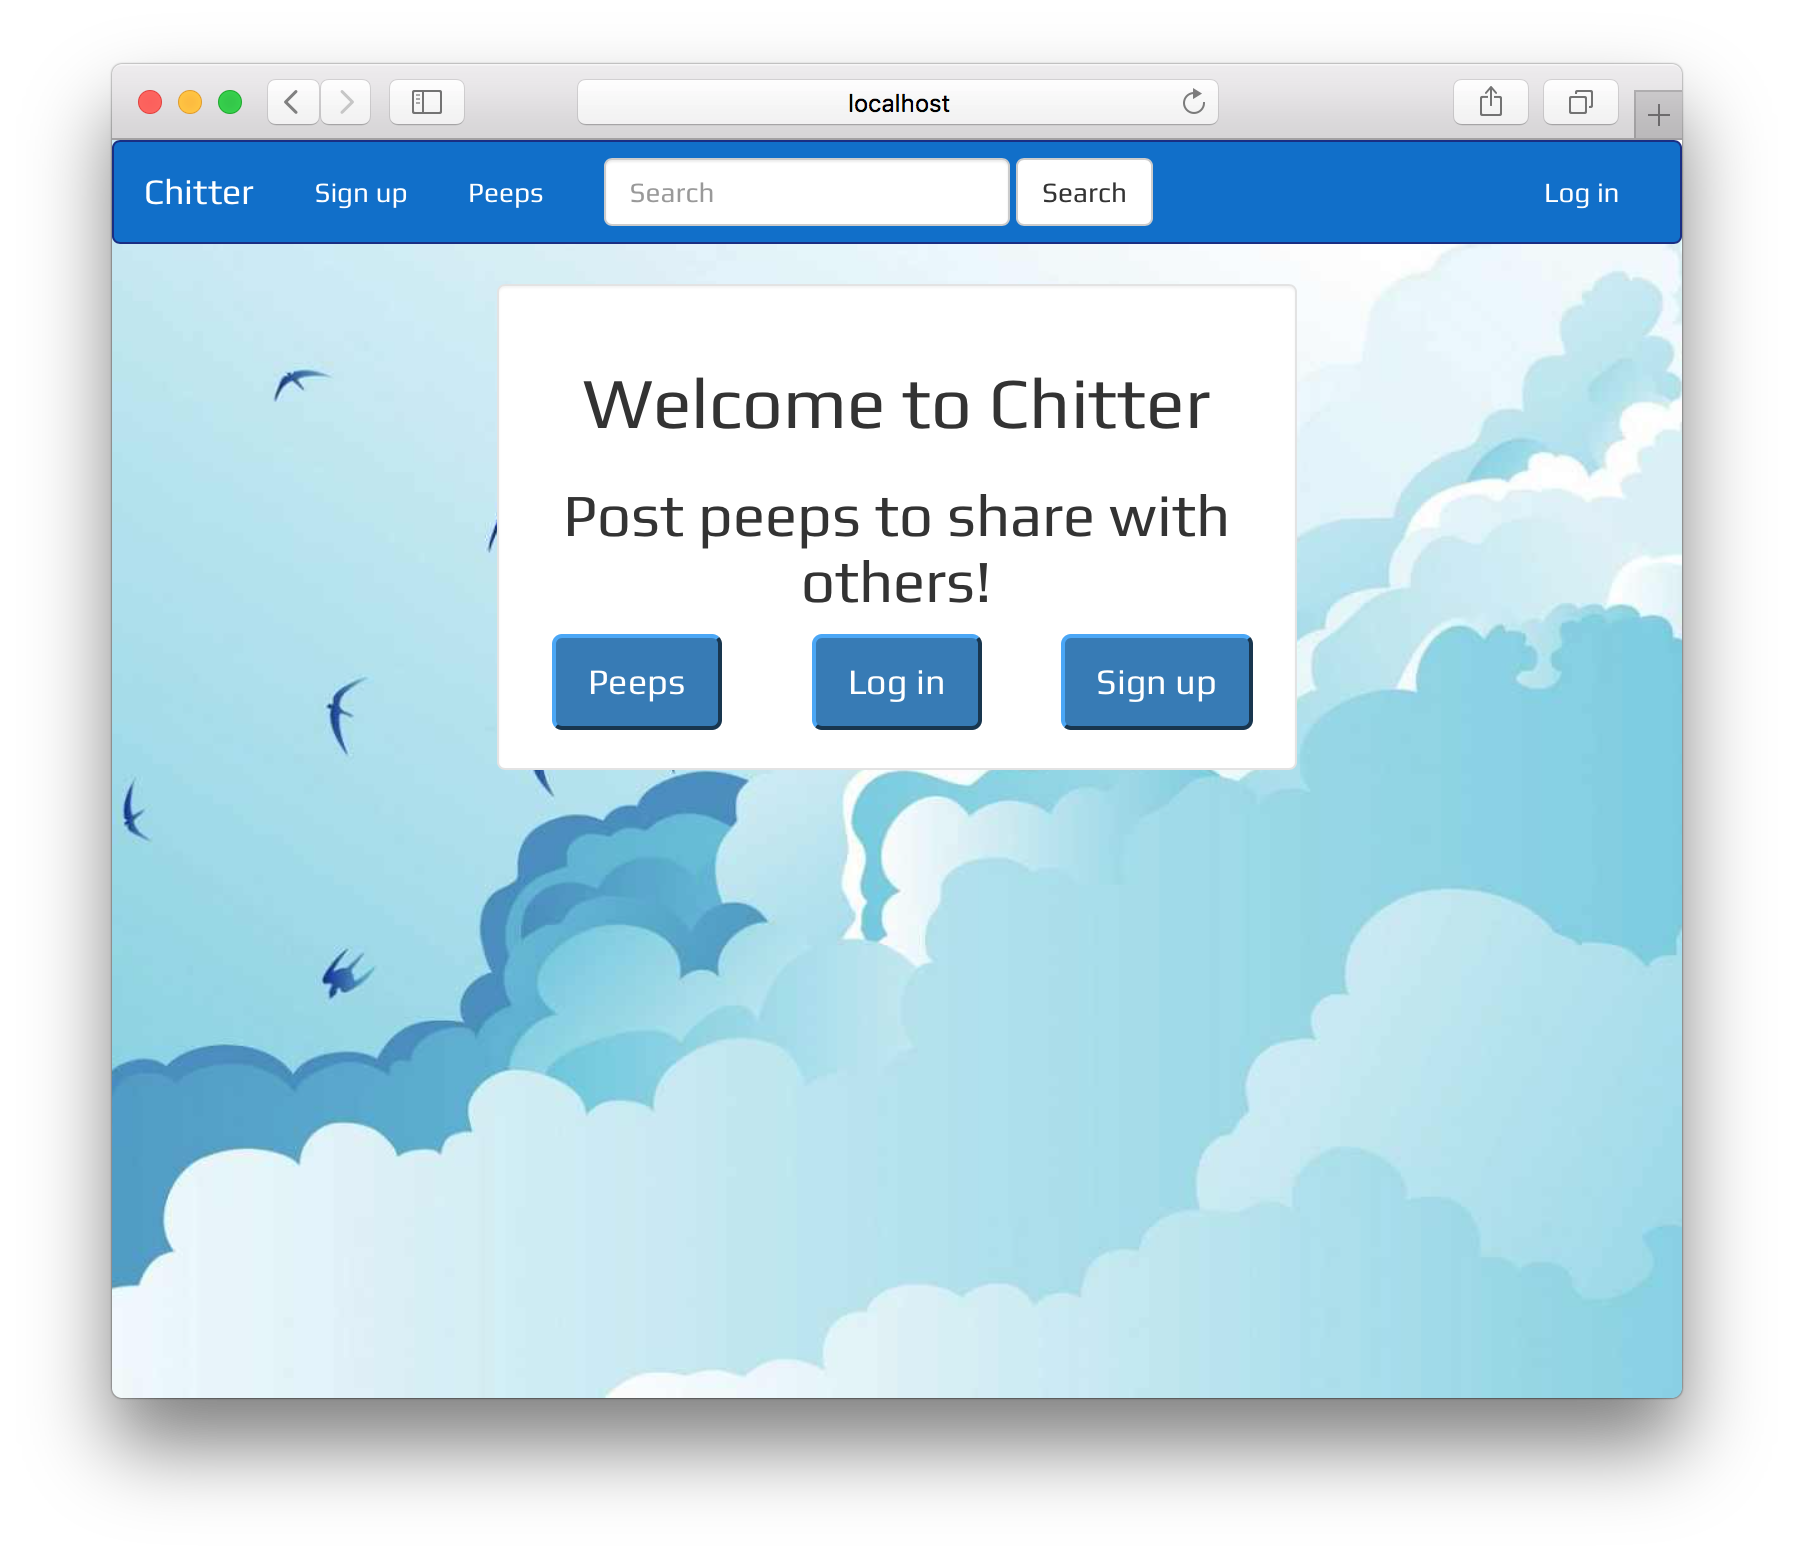 localhost
Chitter Sign up Peeps Search Search Log in
Welcome to Chitter
Post peeps to share with
others!
Peeps Log in Sign up